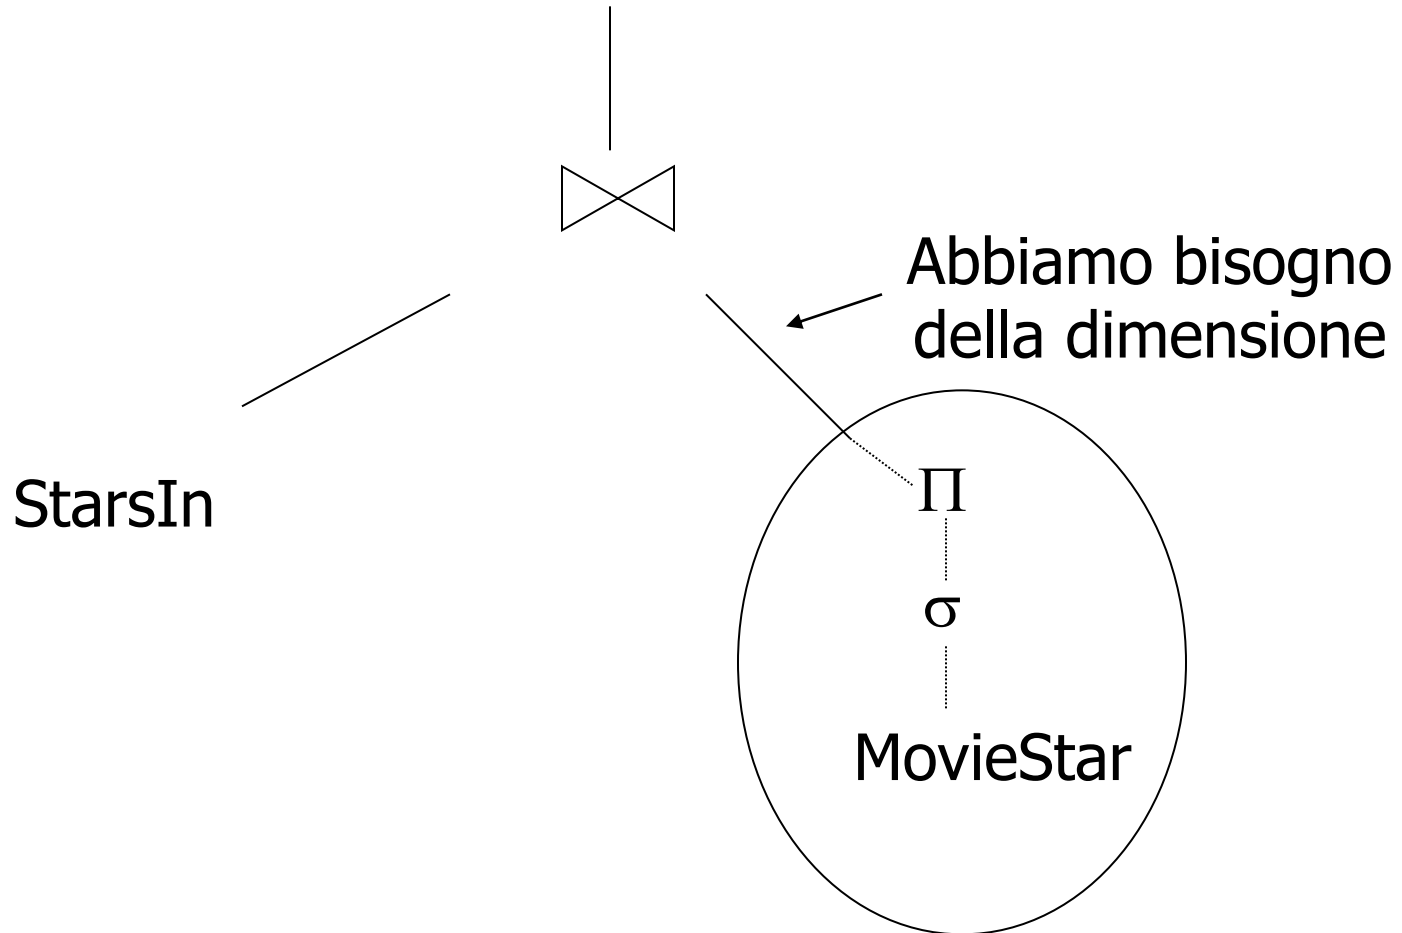 Abbiamo bisogno
della dimensione
StarsIn
Π
σ
MovieStar